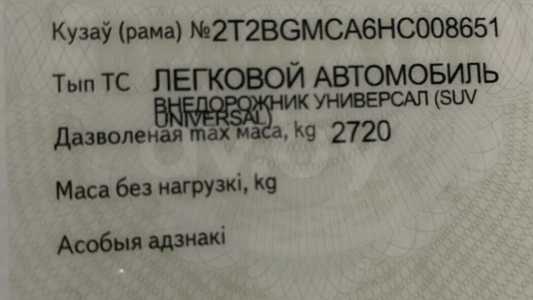 Кузаў (рама) №2T2BGMCA6HC008651
Тып ТС ЛЕГКОВОЙ АВТОМОБИЛЬ
ВНЕДОРОЖНИК УНИВЕРСАЛ (SUV
UNIVERSAL)
Дазволеная max маса, kg 2720
Маса без нагрузкі, kg
Асобыя адзнакі